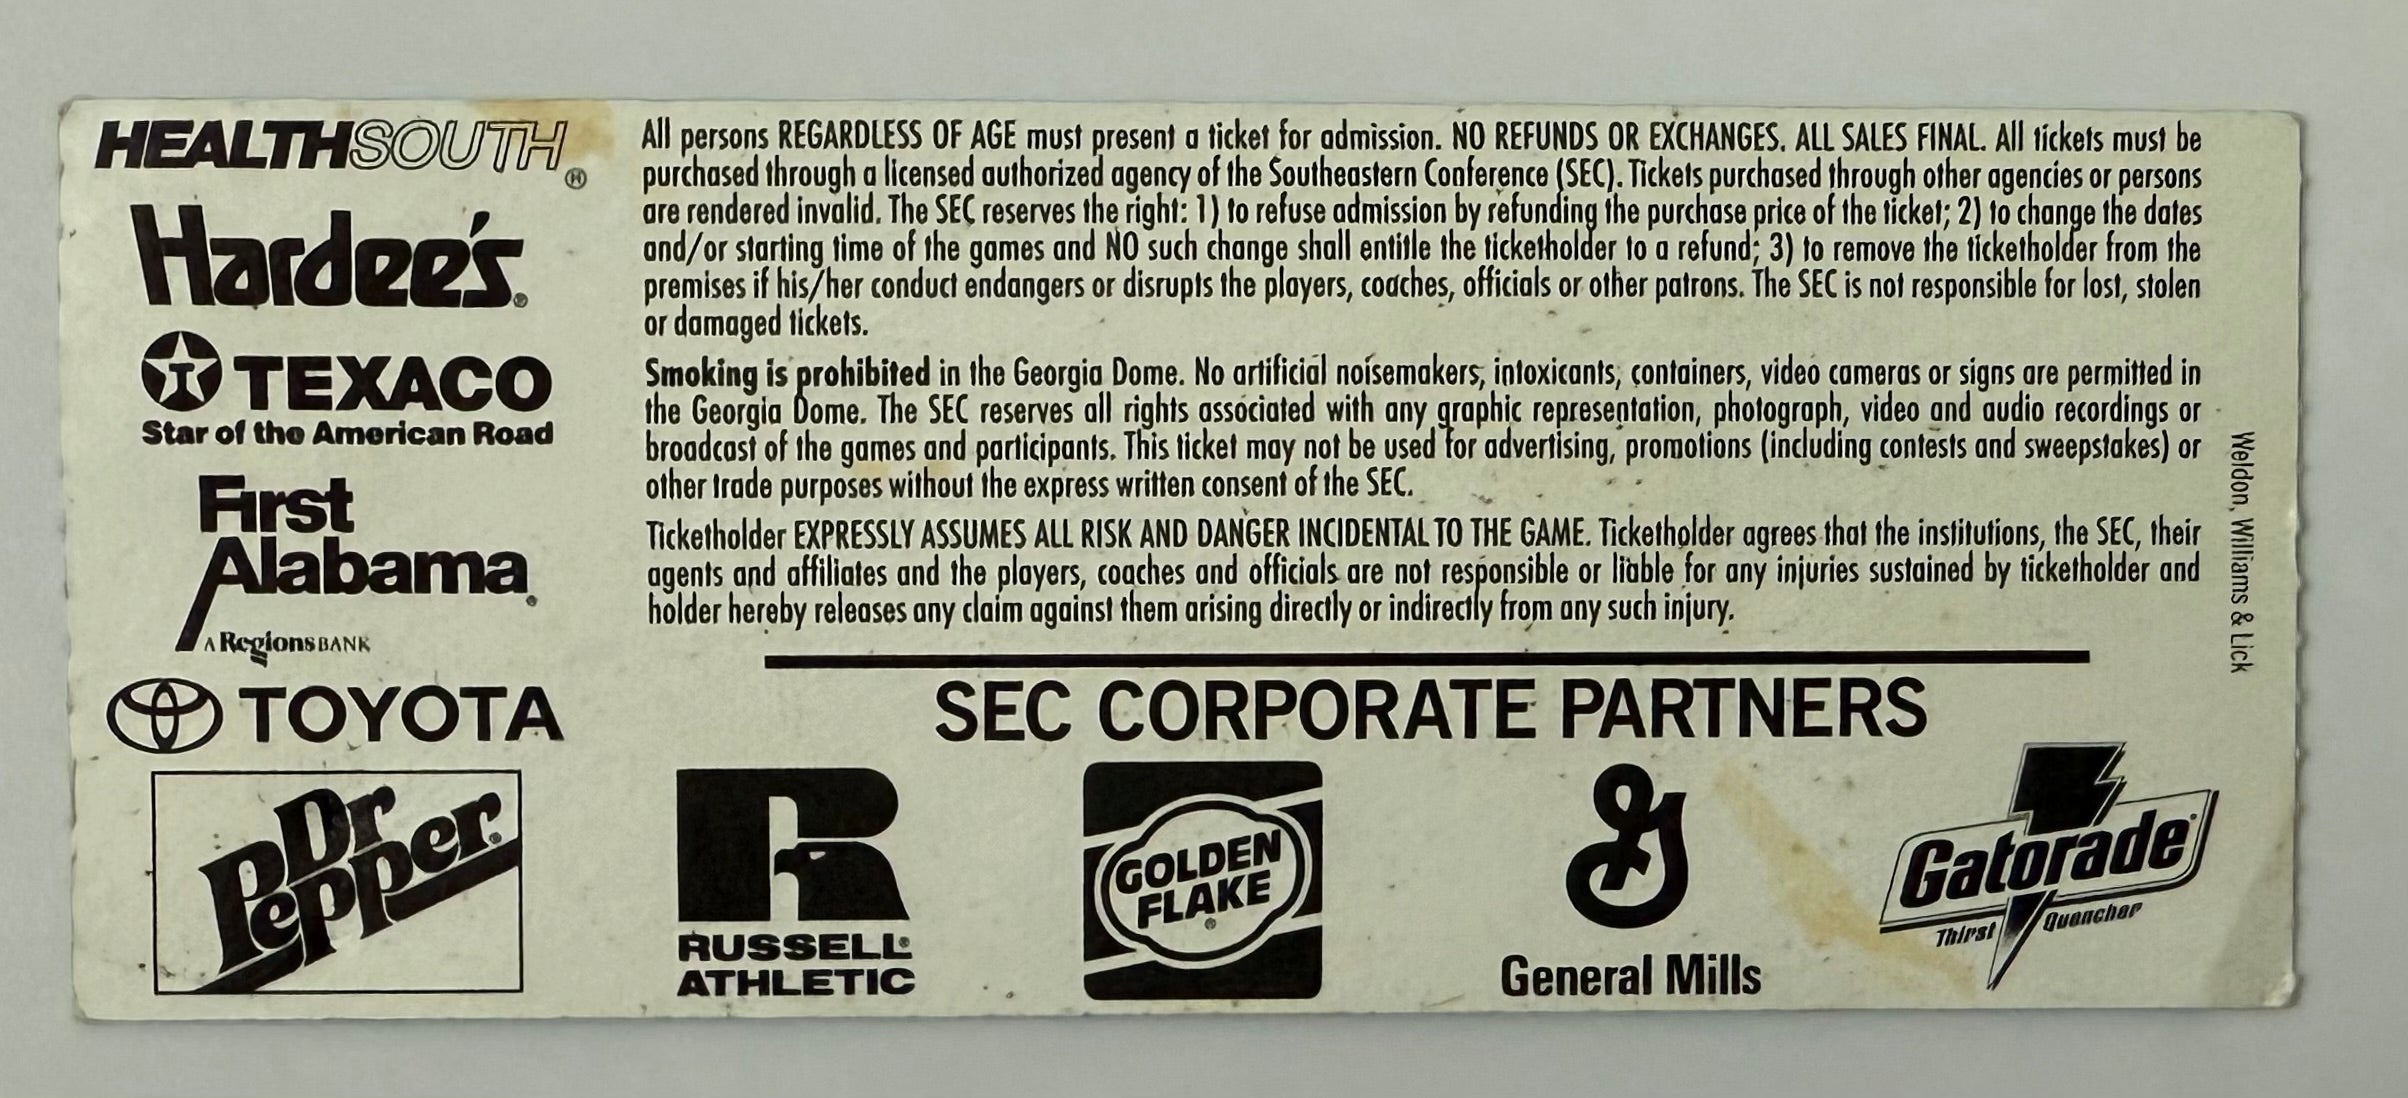 HEALTHSOUTH®
Hardee's®
TEXACO
Star of the American Road
First
Alabama®
A Regions BANK
TOYOTA
Dr
Pepper®
All persons REGARDLESS OF AGE must present a ticket for admission. NO REFUNDS OR EXCHANGES. ALL SALES FINAL. All tickets must be
purchased through a licensed authorized agency of the Southeastern Conference (SEC). Tickets purchased through other agencies or persons
are rendered invalid. The SEC reserves the right: 1) to refuse admission by refunding the purchase price of the ticket; 2) to change the dates
and/or starting time of the games and NO such change shall entitle the ticketholder to a refund; 3) to remove the ticketholder from the
premises if his/her conduct endangers or disrupts the players, coaches, officials or other patrons. The SEC is not responsible for lost, stolen
or damaged tickets.
Smoking is prohibited in the Georgia Dome. No artificial noisemakers, intoxicants, containers, video cameras or signs are permitted in
the Georgia Dome. The SEC reserves all rights associated with any graphic representation, photograph, video and audio recordings or
broadcast of the games and participants. This ticket may not be used for advertising, promotions (including contests and sweepstakes) or
other trade purposes without the express written consent of the SEC.
Ticketholder EXPRESSLY ASSUMES ALL RISK AND DANGER INCIDENTAL TO THE GAME. Ticketholder agrees that the institutions, the SEC, their
agents and affiliates and the players, coaches and officials are not responsible or liable for any injuries sustained by ticketholder and
holder hereby releases any claim against them arising directly or indirectly from any such injury.
Weldon, Williams & Lick
SEC CORPORATE PARTNERS
R
RUSSELL®
ATHLETIC
GOLDEN
FLAKE®
G
General Mills
Gatorade®
Thirst Quencher